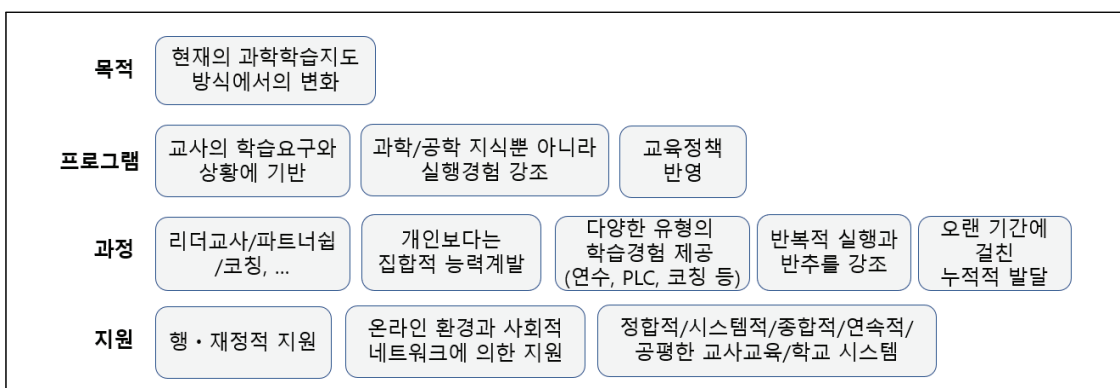 목적
현재의 과학학습지도
방식에서의 변화
프로그램
교사의 학습요구와
상황에 기반
과학/공학 지식뿐 아니라
실행경험 강조
교육정책
반영
과정
리더교사/파트너쉽
/코칭, ...
개인보다는
집합적 능력계발
다양한 유형의
학습경험 제공
(연수, PLC, 코칭 등)
반복적 실행과
반추를 강조
오랜 기간에
걸친
누적적 발달
지원
행·재정적 지원
온라인 환경과 사회적
네트워크에 의한 지원
정합적/시스템적/종합적/연속적/
공평한 교사교육/학교 시스템